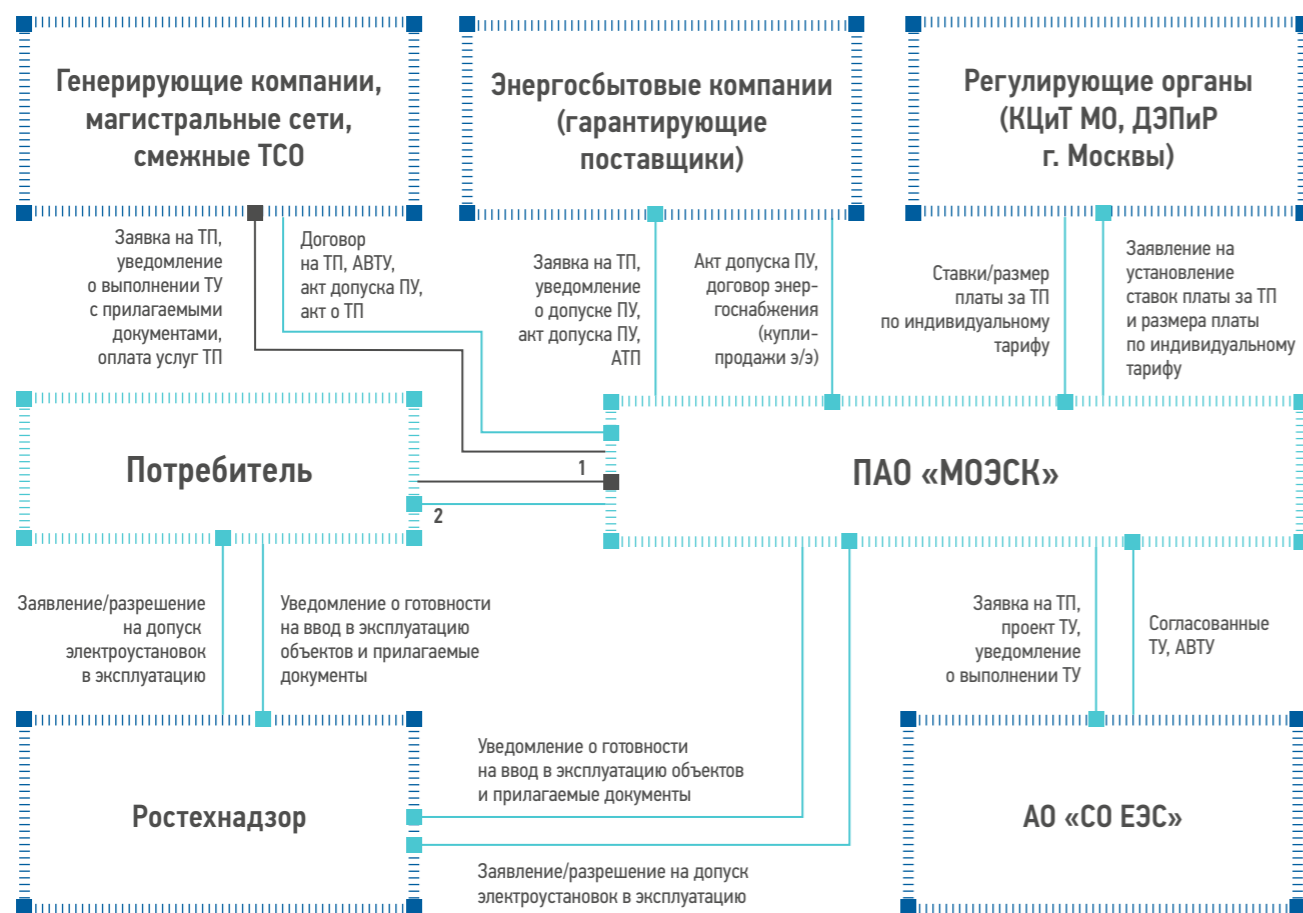 Генерирующие компании,
магистральные сети,
смежные ТСО
Энергосбытовые компании
(гарантирующие
поставщики)
Регулирующие органы
(КЦиТ МО, ДЭПиР
г. Москвы)
Заявка на ТП,
уведомление
о выполнении ТУ
с прилагаемыми
документами,
оплата услуг ТП
Договор
на ТП, АВТУ,
акт допуска ПУ,
акт о ТП
Заявка на ТП,
уведомление
о допуске ПУ,
акт допуска ПУ,
АТП
Акт допуска ПУ,
договор энер-
госнабжения
(купли-
продажи э/э)
Ставки/размер
платы за ТП
по индивидуальному
тарифу
Заявление на
установление
ставок платы за ТП
и размера платы
по индивидуальному
тарифу
Потребитель
1
2
ПАО «МОЭСК»
Заявление/разрешение
на допуск
электроустановок
в эксплуатацию
Уведомление о готовности
на ввод в эксплуатацию
объектов и прилагаемые
документы
Заявка на ТП,
проект ТУ,
уведомление
о выполнении ТУ
Согласованные
ТУ, АВТУ
Ростехнадзор
Уведомление о готовности
на ввод в эксплуатацию объектов
и прилагаемые документы
Заявление/разрешение на допуск
электроустановок в эксплуатацию
АО «СО ЕЭС»